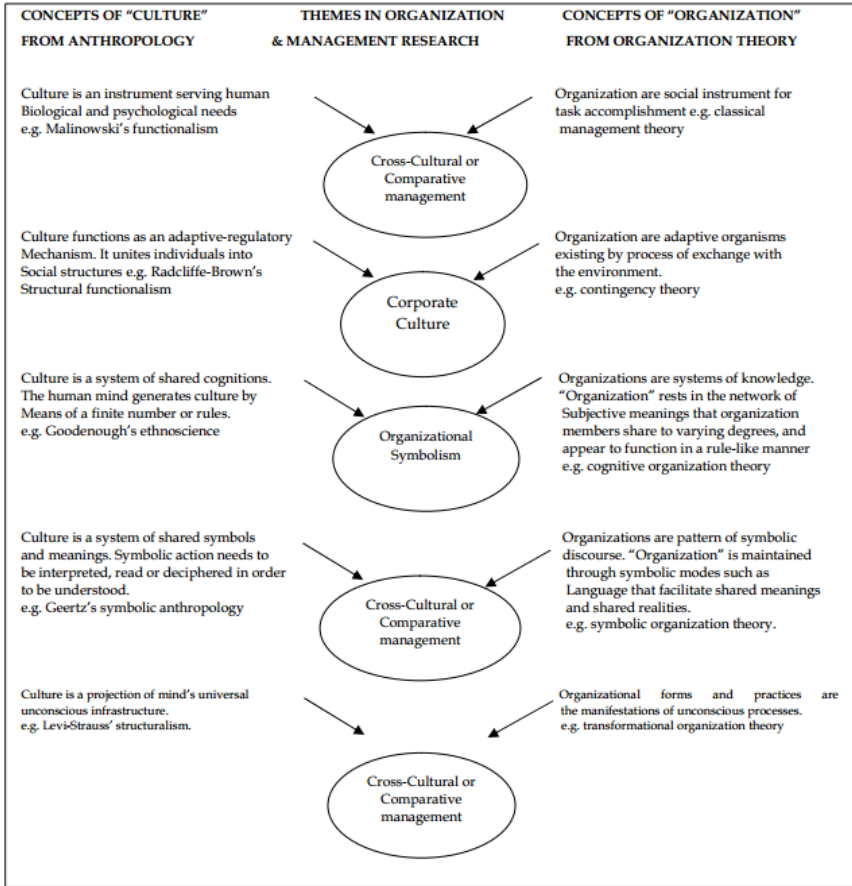 CONCEPTS OF “CULTURE”
FROM ANTHROPOLOGY
THEMES IN ORGANIZATION
& MANAGEMENT RESEARCH
CONCEPTS OF “ORGANIZATION”
FROM ORGANIZATION THEORY
Culture is an instrument serving human
Biological and psychological needs
e.g. Malinowski’s functionalism
Cross-Cultural or
Comparative
management
Organization are social instrument for
task accomplishment e.g. classical
management theory
Culture functions as an adaptive-regulatory
Mechanism. It unites individuals into
Social structures e.g. Radcliffe-Brown’s
Structural functionalism
Corporate
Culture
Organization are adaptive organisms
existing by process of exchange with
the environment.
e.g. contingency theory
Culture is a system of shared cognitions.
The human mind generates culture by
Means of a finite number or rules.
e.g. Goodenough’s ethnoscience
Organizational
Symbolism
Organizations are systems of knowledge.
“Organization” rests in the network of
Subjective meanings that organization
members share to varying degrees, and
appear to function in a rule-like manner
e.g. cognitive organization theory
Culture is a system of shared symbols
and meanings. Symbolic action needs to
be interpreted, read or deciphered in order
to be understood.
e.g. Geertz’s symbolic anthropology
Cross-Cultural or
Comparative
management
Organizations are pattern of symbolic
discourse. “Organization” is maintained
through symbolic modes such as
Language that facilitate shared meanings
and shared realities.
e.g. symbolic organization theory.
Culture is a projection of mind’s universal
unconscious infrastructure.
e.g. Levi-Strauss’ structuralism.
Cross-Cultural or
Comparative
management
Organizational forms and practices are
the manifestations of unconscious processes.
e.g. transformational organization theory